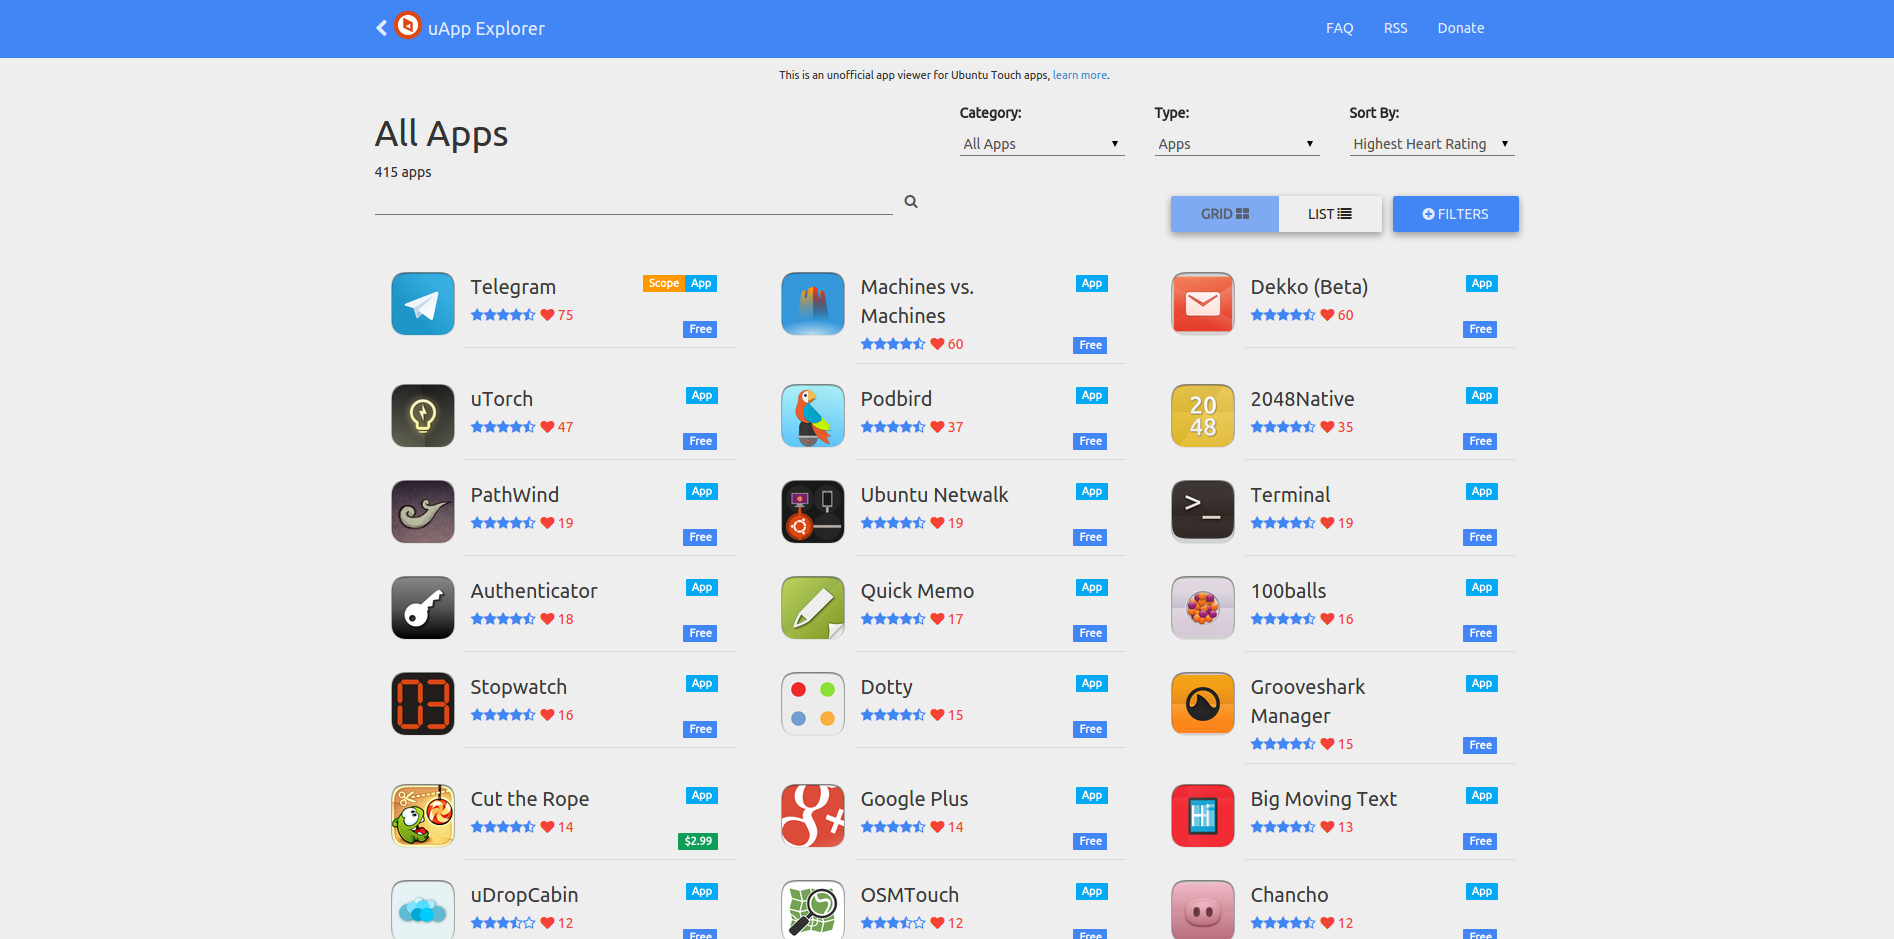 uApp Explorer
FAQ RSS Donate
This is an unofficial app viewer for Ubuntu Touch apps, learn more.
All Apps
415 apps
Category:
All Apps
Type:
Apps
Sort By:
Highest Heart Rating
GRID LIST FILTERS
Telegram
Scope App
75
Free
Machines vs.
Machines
App
60
Free
Dekko (Beta)
App
60
Free
uTorch
App
47
Free
Podbird
App
37
Free
20
48
2048Native
App
35
Free
PathWind
App
19
Free
Ubuntu Netwalk
App
19
Free
>_
Terminal
App
19
Free
Authenticator
App
18
Free
Quick Memo
App
17
Free
100balls
App
16
Free
03
Stopwatch
App
16
Free
Dotty
App
15
Free
Grooveshark
Manager
App
15
Free
Cut the Rope
App
14
$2.99
g+
Google Plus
App
14
Free
Hi
Big Moving Text
App
13
Free
uDropCabin
App
12
Free
OSMTouch
App
12
Free
Chancho
App
12
Free